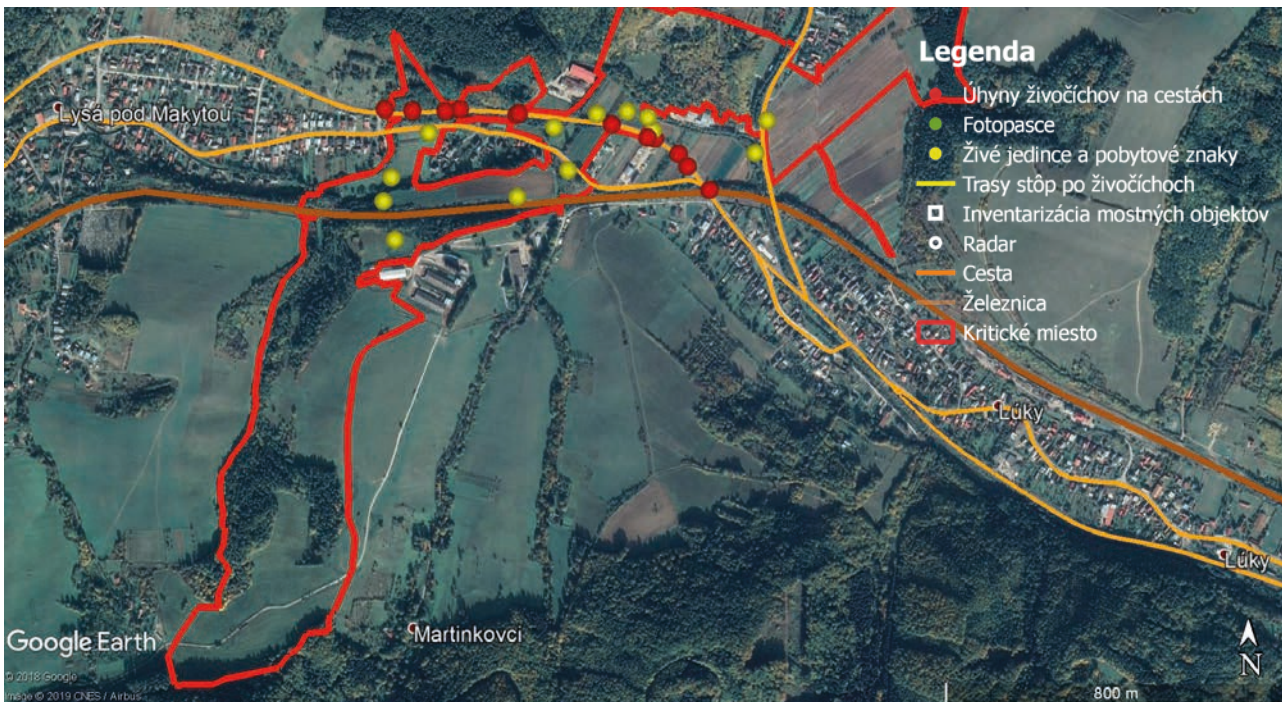 Legenda
Úhyny živočíchov na cestách
Fotopasce
Živé jedince a pobytové znaky
Trasy stôp po živočíchoch
Inventarizácia mostných objektov
Radar
Cesta
Železnica
Kritické miesto
Lysá pod Makytou
Lúky
Lúky
Martinkovci
Google Earth
© 2018 Google
Image © 2019 CNES / Airbus
N
800 m